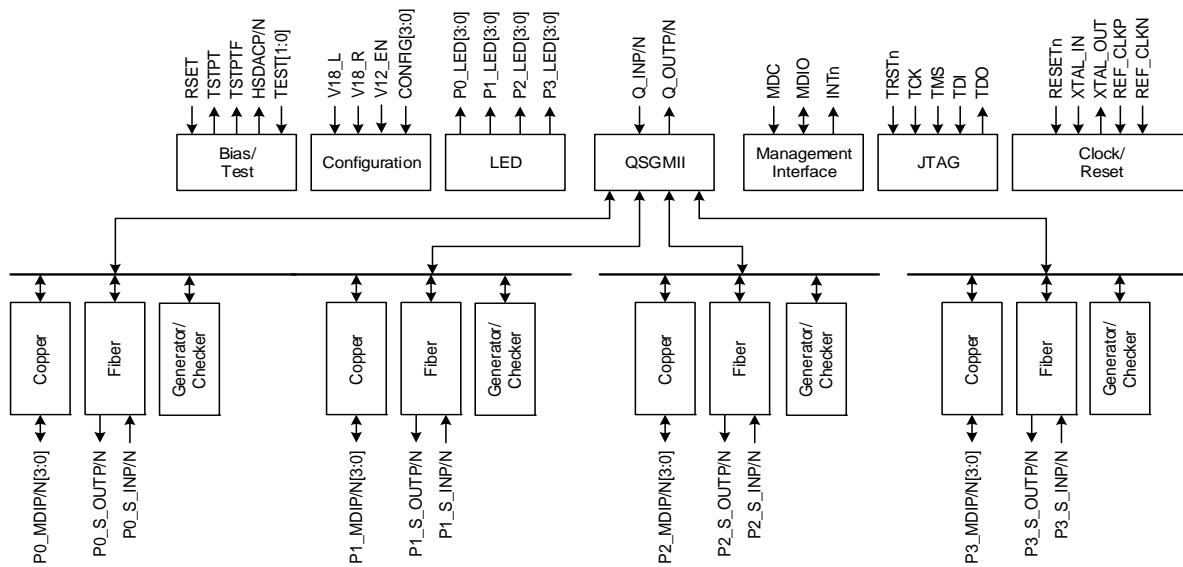 RSET
TSTPT
TSTPTF
HSDACP/N
TEST[1:0]
V18_L
V18_R
V12_EN
CONFIG[3:0]
P0_LED[3:0]
P1_LED[3:0]
P2_LED[3:0]
P3_LED[3:0]
Q_INP/N
Q_OUTP/N
MDC
MDIO
INTn
TRSTn
TCK
TMS
TDI
TDO
RESETn
XTAL_IN
XTAL_OUT
REF_CLKP
REF_CLKN
Bias/
Test
Configuration
LED
QSGMII
Management
Interface
JTAG
Clock/
Reset
Copper
Fiber
Generator/
Checker
Copper
Fiber
Generator/
Checker
Copper
Fiber
Generator/
Checker
Copper
Fiber
Generator/
Checker
P0_MDIP/N[3:0]
P0_S_OUTP/N
P0_S_INP/N
P1_MDIP/N[3:0]
P1_S_OUTP/N
P1_S_INP/N
P2_MDIP/N[3:0]
P2_S_OUTP/N
P2_S_INP/N
P3_MDIP/N[3:0]
P3_S_OUTP/N
P3_S_INP/N